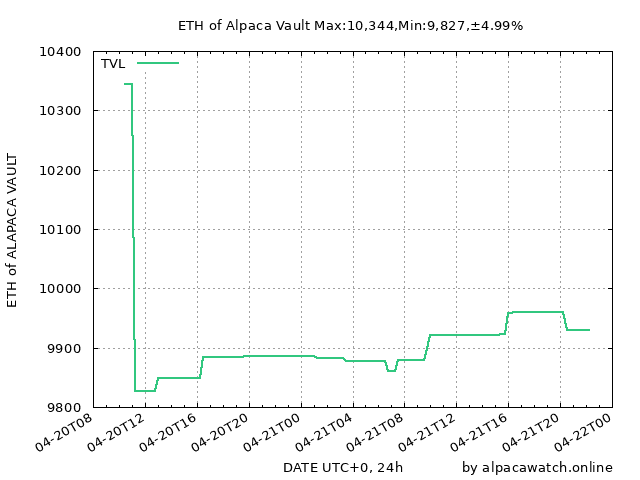 ETH of Alpaca Vault Max:10,344,Min:9,827,±4.99%
TVL
ETH of ALAPACA VAULT
10400
10300
10200
10100
10000
9900
9800
04-20T08
04-20T12
04-20T16
04-20T20
04-21T00
04-21T04
04-21T08
04-21T12
04-21T16
04-21T20
04-22T00
DATE UTC+0, 24h
by alpacawatch.online